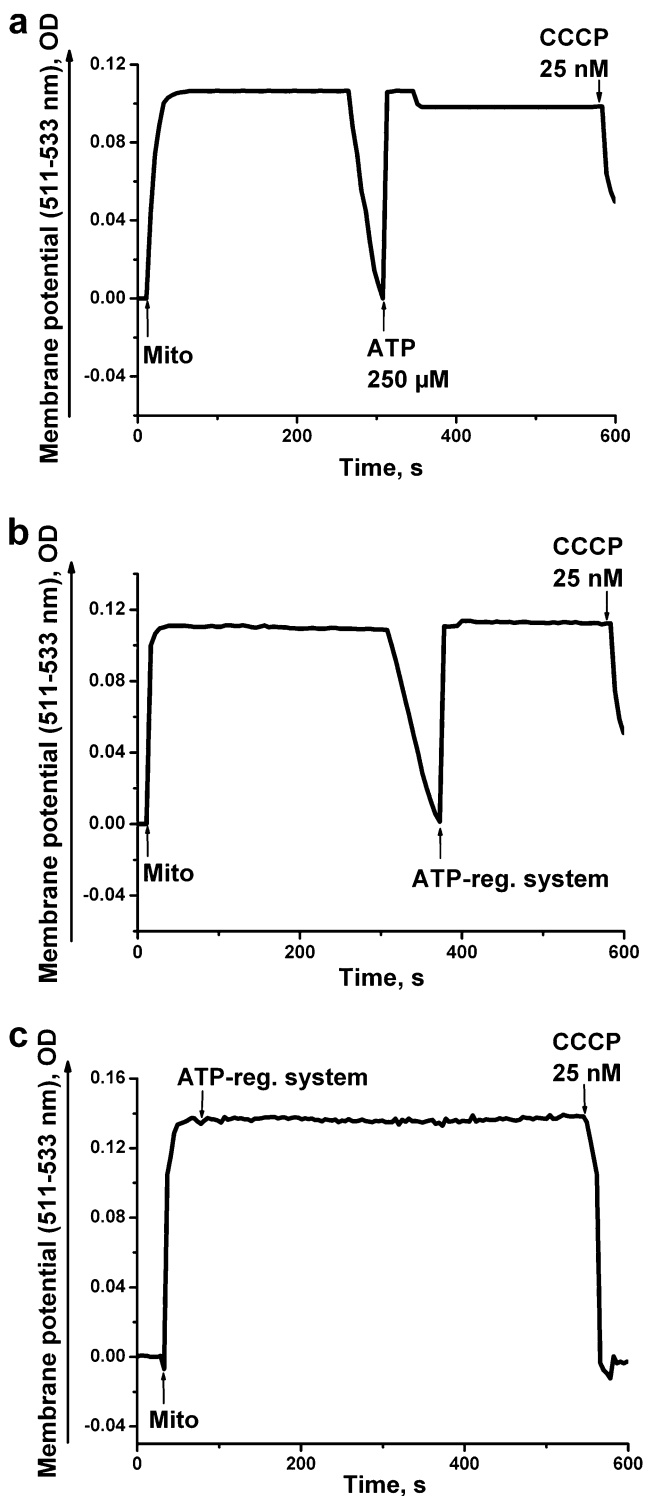 a
Membrane potential (511-533 nm), OD
CCCP
25 nM
0.12
0.08
0.04
0.00
-0.04
Mito
ATP
250 µM
0
200
400
600
Time, s
b
Membrane potential (511-533 nm), OD
CCCP
25 nM
0.12
0.08
0.04
0.00
-0.04
Mito
ATP-reg. system
0
200
400
600
Time, s
c
Membrane potential (511-533 nm), OD
CCCP
25 nM
ATP-reg. system
0.16
0.12
0.08
0.04
0.00
-0.04
Mito
0
200
400
600
Time, s